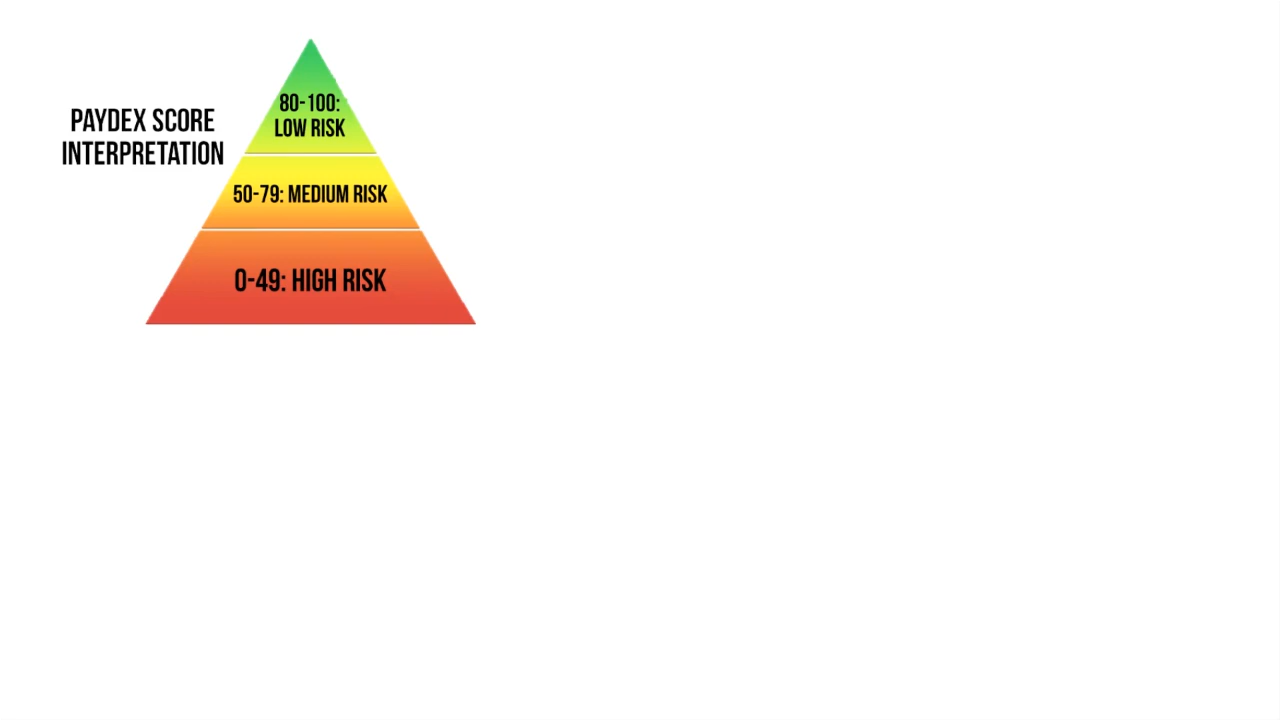 PAYDEX SCORE
INTERPRETATION
80-100:
LOW RISK
50-79: MEDIUM RISK
0-49: HIGH RISK